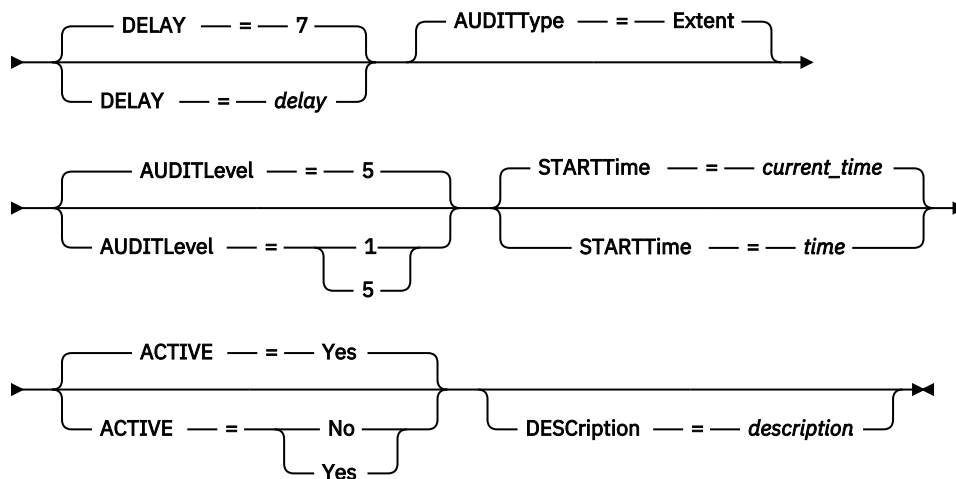 DELAY = 7
AUDITType = Extent
DELAY = delay
AUDITLevel = 5
STARTTime = current_time
AUDITLevel = 1
5
STARTTime = time
ACTIVE = Yes
ACTIVE = No
Yes
DESCription = description